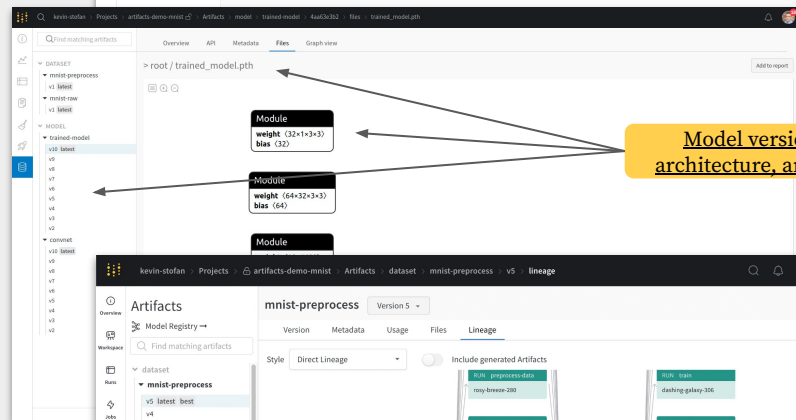 kevin-stofan > Projects > artifacts-demo-mnist > Artifacts > model > trained-model > 4aa63e3b2 > files > trained_model.pth
Find matching artifacts
Overview API Metadata Files Graph view
DATASET
> root / trained_model.pth
Add to report
mnist-preprocess
v1 latest
mnist-raw
v1 latest
MODEL
trained-model
v10 latest
v9
v8
v7
v6
v5
v4
v3
v2
convnet
v10 latest
v9
v8
v7
v6
v5
v4
v3
v2
Module
weight (32×1×3×3)
bias (32)
Module
weight (64×32×3×3)
bias (64)
Module
Model versi
architecture, a
kevin-stofan > Projects > artifacts-demo-mnist > Artifacts > dataset > mnist-preprocess > v5 > lineage
Overview
Workspace
Runs
Jobs
Artifacts
Model Registry →
Find matching artifacts
dataset
mnist-preprocess
v5 latest best
v4
mnist-preprocess Version 5
Version Metadata Usage Files Lineage
Style Direct Lineage Include generated Artifacts
RUN preprocess-data
rosy-breeze-280
RUN train
dashing-galaxy-306